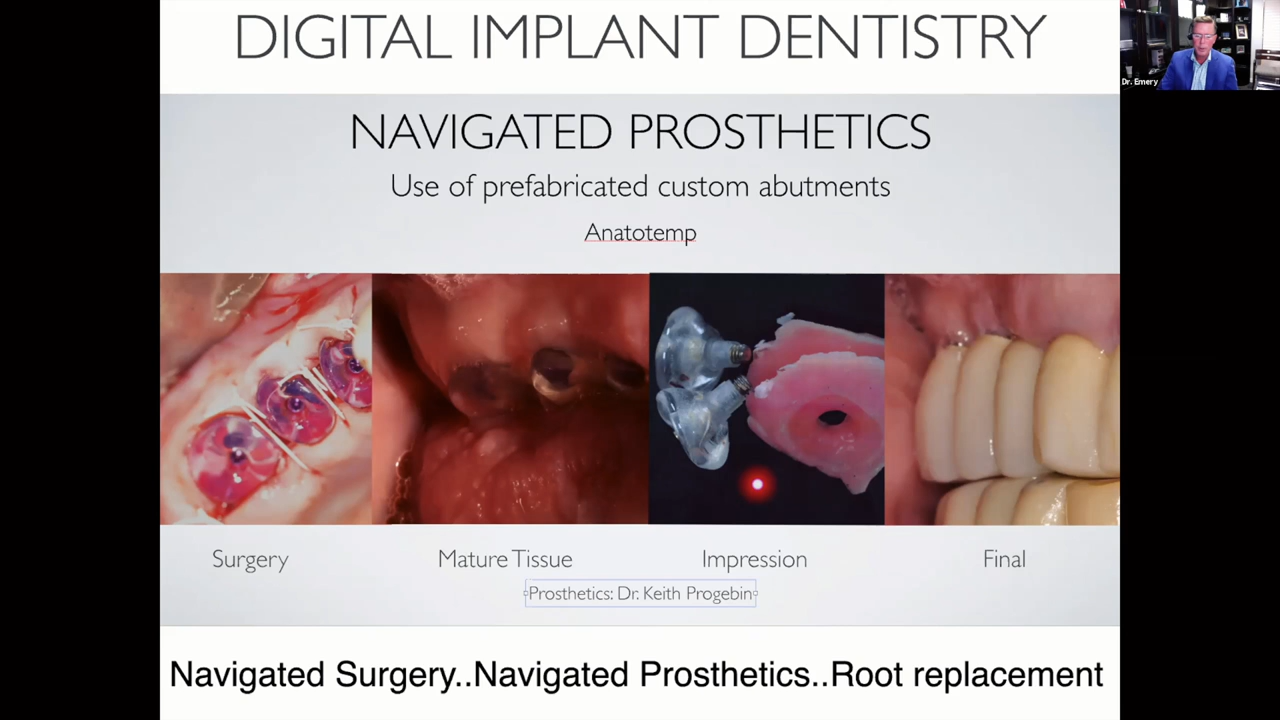 DIGITAL IMPLANT DENTISTRY
Dr. Emery
NAVIGATED PROSTHETICS
Use of prefabricated custom abutments
Anatotemp
Surgery
Mature Tissue
Impression
Final
Prosthetics: Dr. Keith Progebin
Navigated Surgery..Navigated Prosthetics..Root replacement